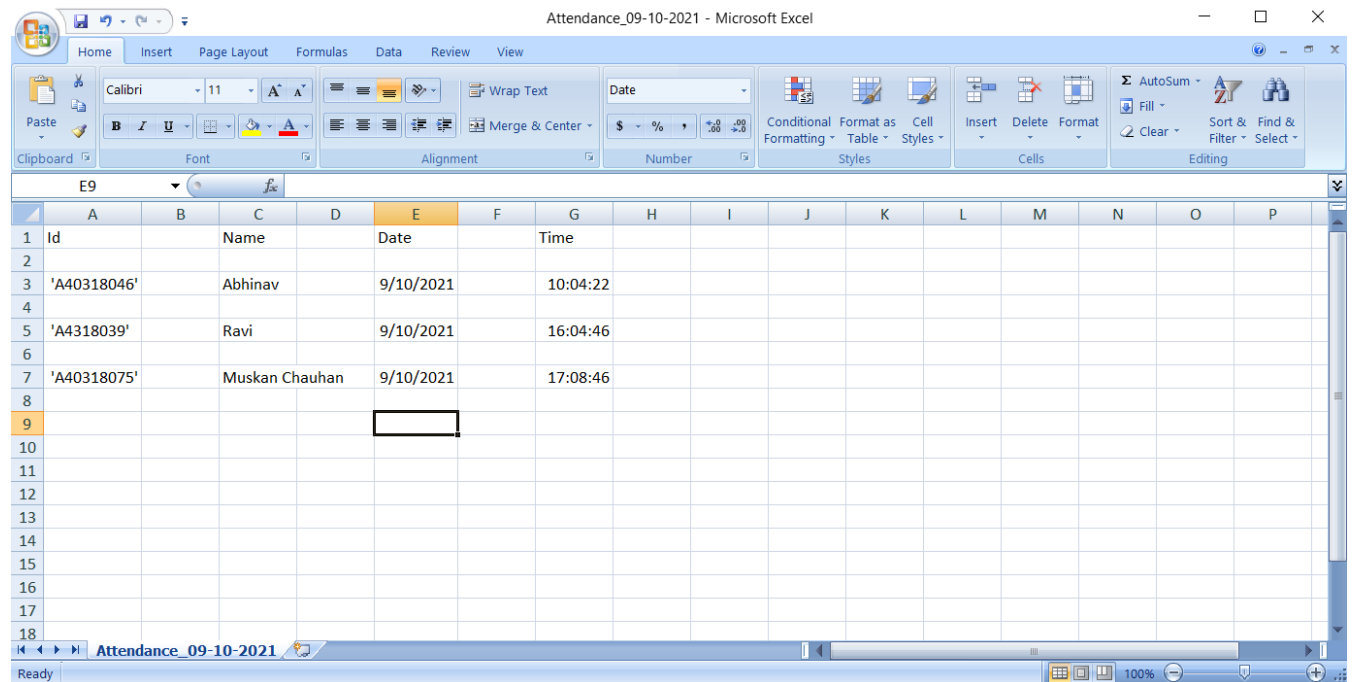 Attendance_09-10-2021 - Microsoft Excel
Home Insert Page Layout Formulas Data Review View
Calibri 11 A A Wrap Text Date Σ AutoSum
Paste Fill
B I U A Merge & Center $ % , .0 .00 .00 .0 Conditional Formatting Format as Table Cell Styles Insert Delete Format Clear Sort & Filter Find & Select
Clipboard Font Alignment Number Styles Cells Editing
E9 fx
A B C D E F G H I J K L M N O P
1 Id Name Date Time
2
3 'A40318046' Abhinav 9/10/2021 10:04:22
4
5 'A4318039' Ravi 9/10/2021 16:04:46
6
7 'A40318075' Muskan Chauhan 9/10/2021 17:08:46
8
9
10
11
12
13
14
15
16
17
18
Attendance_09-10-2021
Ready 100%